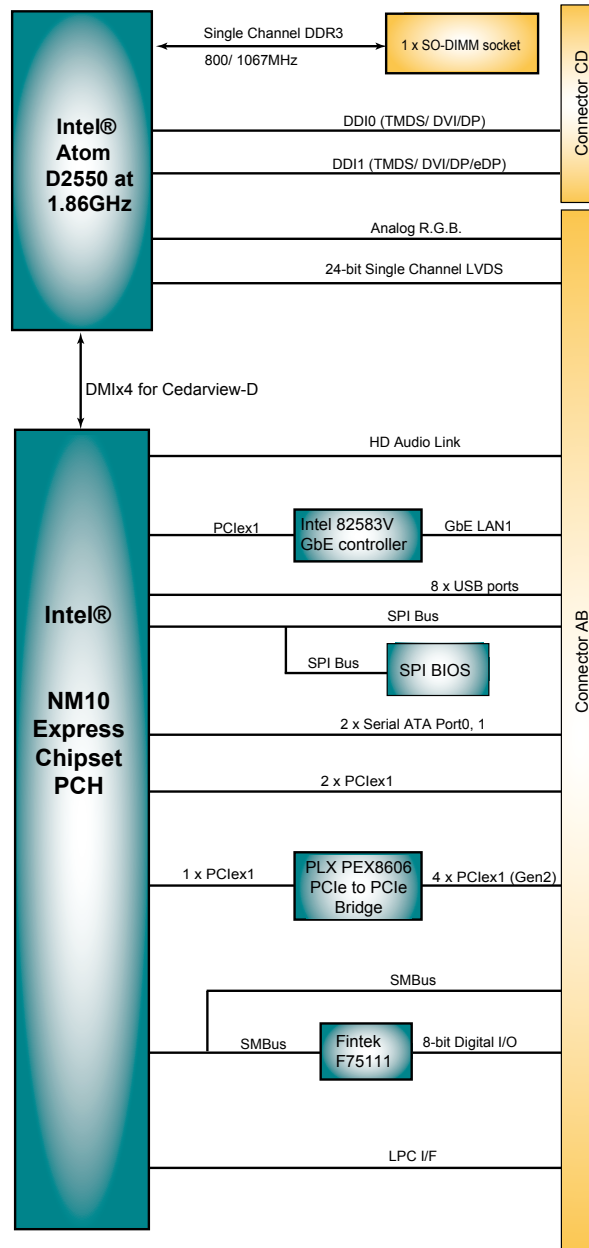 Single Channel DDR3
800/ 1067MHz
1 x SO-DIMM socket
Connector CD
Intel®
Atom
D2550 at
1.86GHz
DDI0 (TMDS/ DVI/DP)
DDI1 (TMDS/ DVI/DP/eDP)
Analog R.G.B.
24-bit Single Channel LVDS
DMIx4 for Cedarview-D
HD Audio Link
PCIex1
Intel 82583V
GbE controller
GbE LAN1
8 x USB ports
SPI Bus
SPI Bus
SPI BIOS
Intel®
NM10
Express
Chipset
PCH
Connector AB
2 x Serial ATA Port0, 1
2 x PCIex1
1 x PCIex1
PLX PEX8606
PCIe to PCIe
Bridge
4 x PCIex1 (Gen2)
SMBus
SMBus
Fintek
F75111
8-bit Digital I/O
LPC I/F